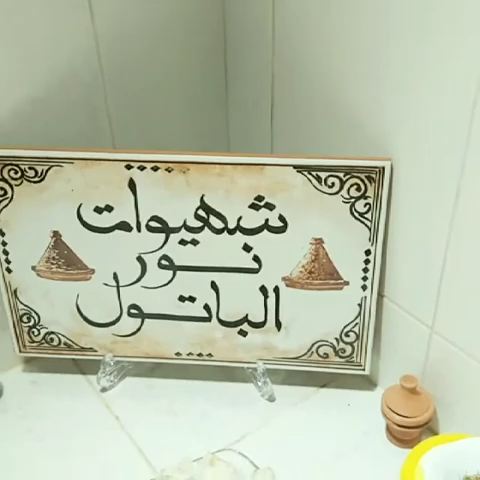 شهيوات
نور
الباتول